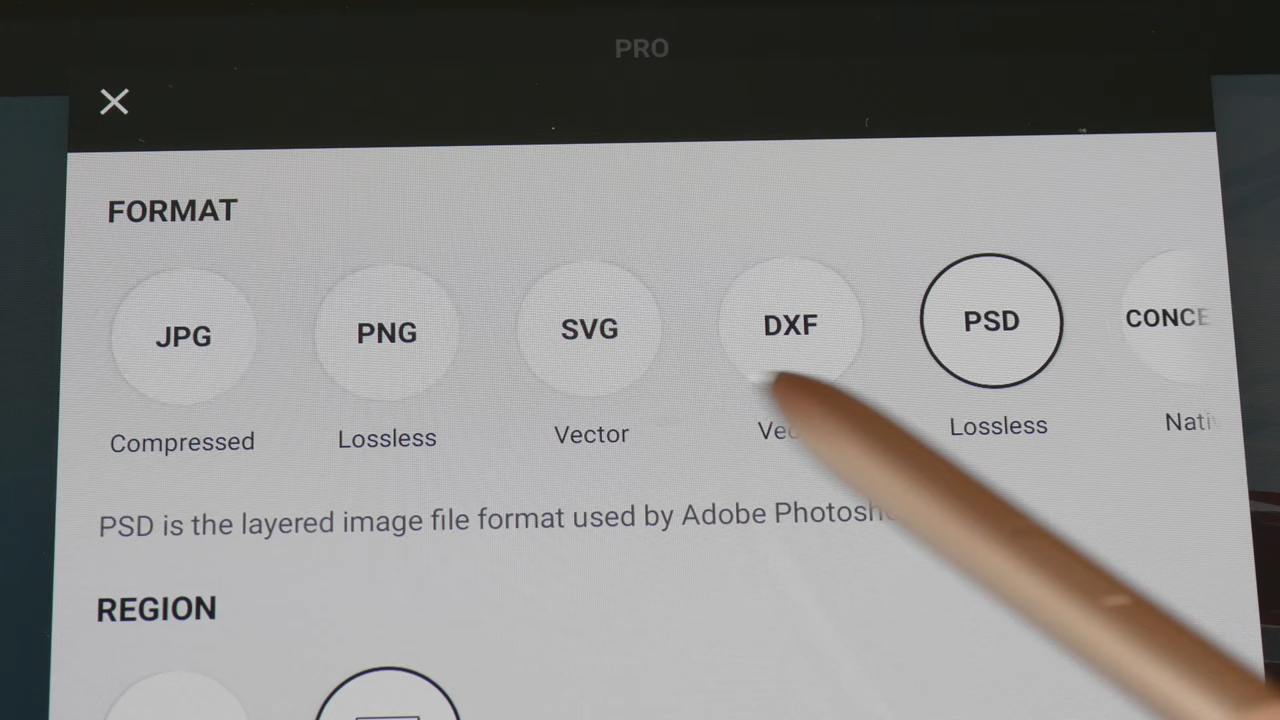 PRO
FORMAT
JPG PNG SVG DXF PSD
Compressed Lossless Vector Lossless
PSD is the layered image file format used by Adobe
REGION